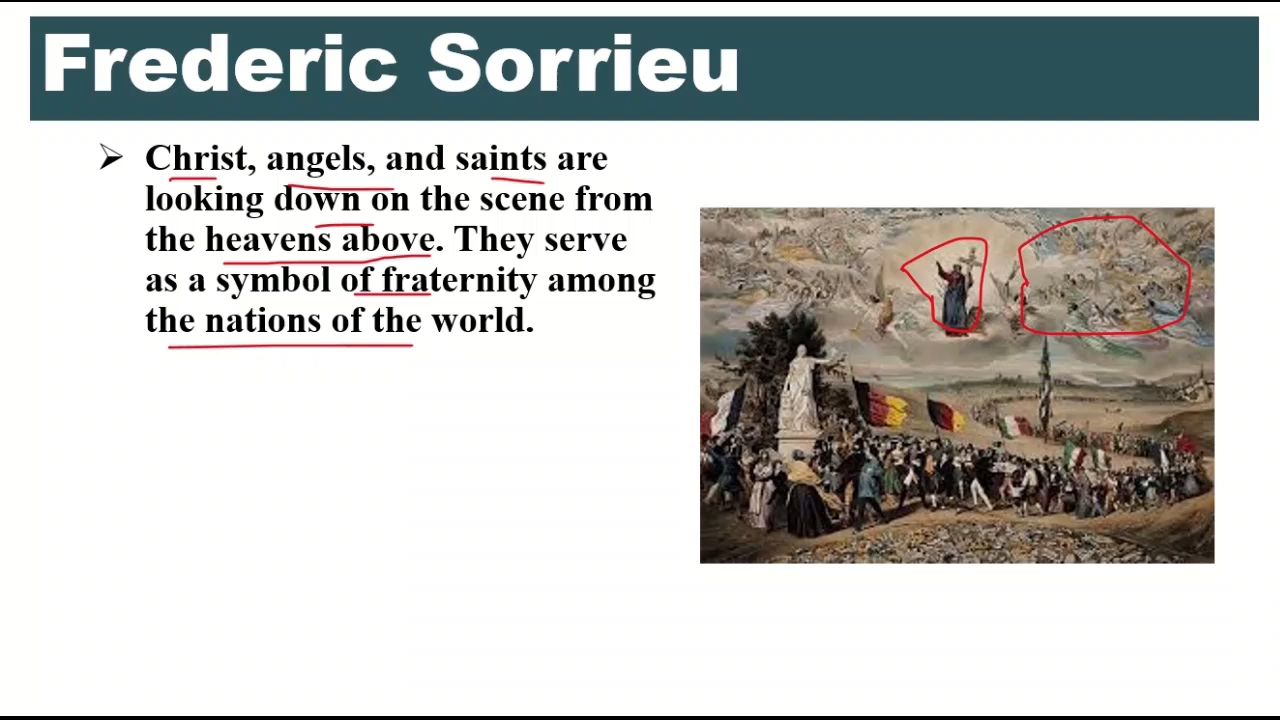 Frederic Sorrieu
➢ Christ, angels, and saints are
looking down on the scene from
the heavens above. They serve
as a symbol of fraternity among
the nations of the world.